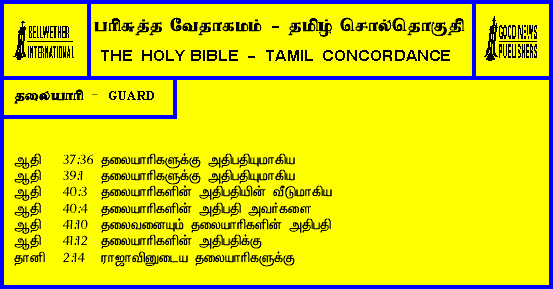 BELLWETHER
INTERNATIONAL
பரிசுத்த வேதாகமம் - தமிழ் சொல்தொகுதி
THE HOLY BIBLE - TAMIL CONCORDANCE
GOOD NEWS
PUBLISHERS
தலையாரி - GUARD
ஆதி 37:36 தலையாரிகளுக்கு அதிபதியுமாகிய
ஆதி 39:1 தலையாரிகளுக்கு அதிபதியுமாகிய
ஆதி 40:3 தலையாரிகளின் அதிபதியின் வீடுமாகிய
ஆதி 40:4 தலையாரிகளின் அதிபதி அவர்களை
ஆதி 41:10 தலைவனையும் தலையாரிகளின் அதிபதி
ஆதி 41:12 தலையாரிகளின் அதிபதிக்கு
தானி 2:14 ராஜாவினுடைய தலையாரிகளுக்கு